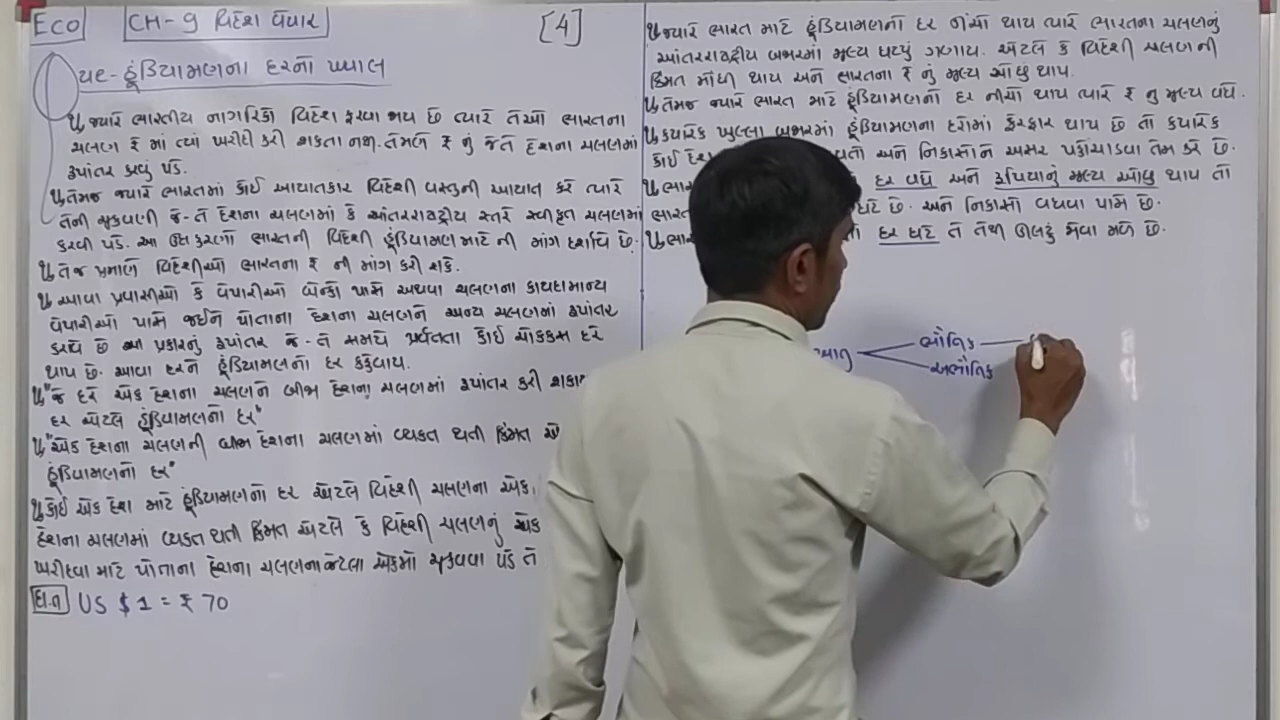 Eco CH-9 વિદેશ વેપાર [4]
હૂંડિયામણના દરનો ખ્યાલ
જ્યારે ભારતીય નાગરિકો વિદેશ ફરવા જાય છે ત્યારે તેઓ ભારતના
ચલણ ₹ માં ત્યાં ખરીદી કરી શકતા નથી. તેમણે ₹ નું જેતે દેશના ચલણમાં
રૂપાંતર કરવું પડે.
તેમજ જ્યારે ભારતમાં કોઈ આયાતકાર વિદેશી વસ્તુની આયાત કરે ત્યારે
તેની ચૂકવણી જે-તે દેશના ચલણમાં કે આંતરરાષ્ટ્રીય સ્તરે સ્વીકૃત ચલણમાં
કરવી પડે. આ ઉદાહરણો ભારતની વિદેશી હૂંડિયામણ માટે ની માંગ દર્શાવે છે.
તેજ પ્રમાણે વિદેશીઓ ભારતના ₹ ની માંગ કરી શકે.
આવા પ્રવાસીઓ કે વેપારીઓ બેન્કો પાસે અથવા ચલણના કાયદામાન્ય
વેપારીઓ પાસે જઈને પોતાના દેશના ચલણને અન્ય ચલણમાં રૂપાંતર
કરાવે છે આ પ્રકારનું રૂપાંતર જે-તે સમયે પ્રવર્તતા કોઈ ચોક્કસ દરે
થાય છે. આવા દરને હૂંડિયામણનો દર કહેવાય.
"જે દરે એક દેશના ચલણને બીજા દેશના ચલણમાં રૂપાંતર કરી શકાય
દર એટલે હૂંડિયામણનો દર"
"એક દેશના ચલણની બીજા દેશના ચલણમાં વ્યક્ત થતી કિંમત એ
હૂંડિયામણનો દર"
કોઈ એક દેશ માટે હૂંડિયામણનો દર એટલે વિદેશી ચલણના એક
દેશના ચલણમાં વ્યક્ત થતી કિંમત એટલે કે વિદેશી ચલણનું એક
ખરીદવા માટે પોતાના દેશના ચલણના જેટલા એકમો ચૂકવવા પડે તે
દા.ત US $ 1 = ₹ 70
જ્યારે ભારત માટે હૂંડિયામણનો દર ઊંચો થાય ત્યારે ભારતના ચલણનું
આંતરરાષ્ટ્રીય બજારમાં મૂલ્ય ઘટ્યું ગણાય. એટલે કે વિદેશી ચલણની
કિંમત મોંઘી થાય અને ભારતના ₹ નું મૂલ્ય ઓછું થાય.
તેમજ જ્યારે ભારત માટે હૂંડિયામણનો દર નીચો થાય ત્યારે ₹ નુ મૂલ્ય વધે.
ક્યારેક ખુલ્લા બજારમાં હૂંડિયામણના દરોમાં ફેરફાર થાય છે તો ક્યારેક
કોઈ દેશ અને નિકાસોને અસર પહોંચાડવા તેમ કરે છે.
દર વધે અને રૂપિયાનું મૂલ્ય ઓછુ થાય તો
ઘટે છે. અને નિકાસો વધવા પામે છે.
દર ઘટે તો તેથી ઊલટું જોવા મળે છે.
ભૌતિક
અભૌતિક